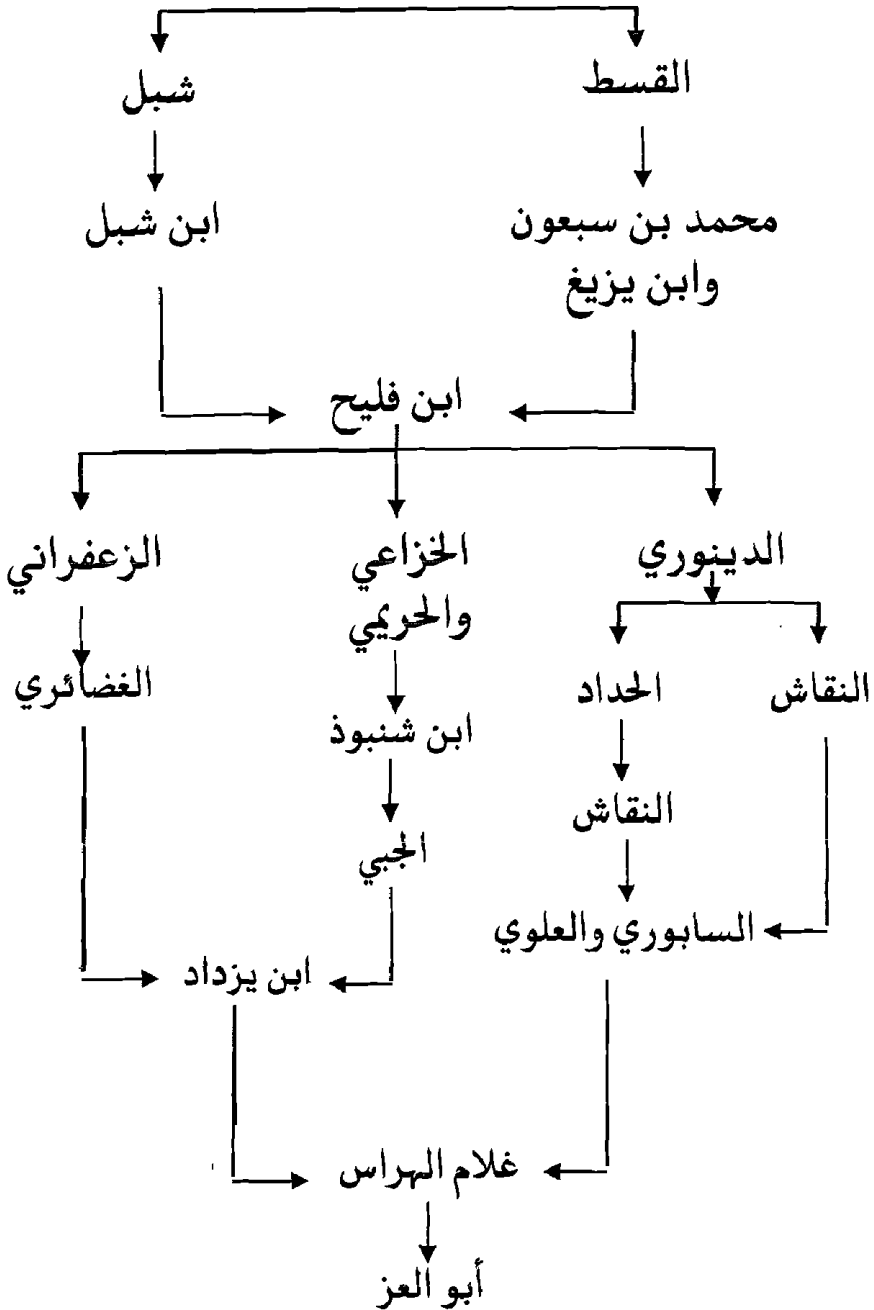 القسط
شبل
محمد بن سبعون
وابن يزيغ
ابن شبل
ابن فليح
الدينوري
الخزاعي
والحريمي
الزعفراني
النقاش
الحداد
الغضائري
ابن شنبوذ
النقاش
الجبي
السابوري والعلوي
ابن يزداد
غلام الهراس
أبو العز